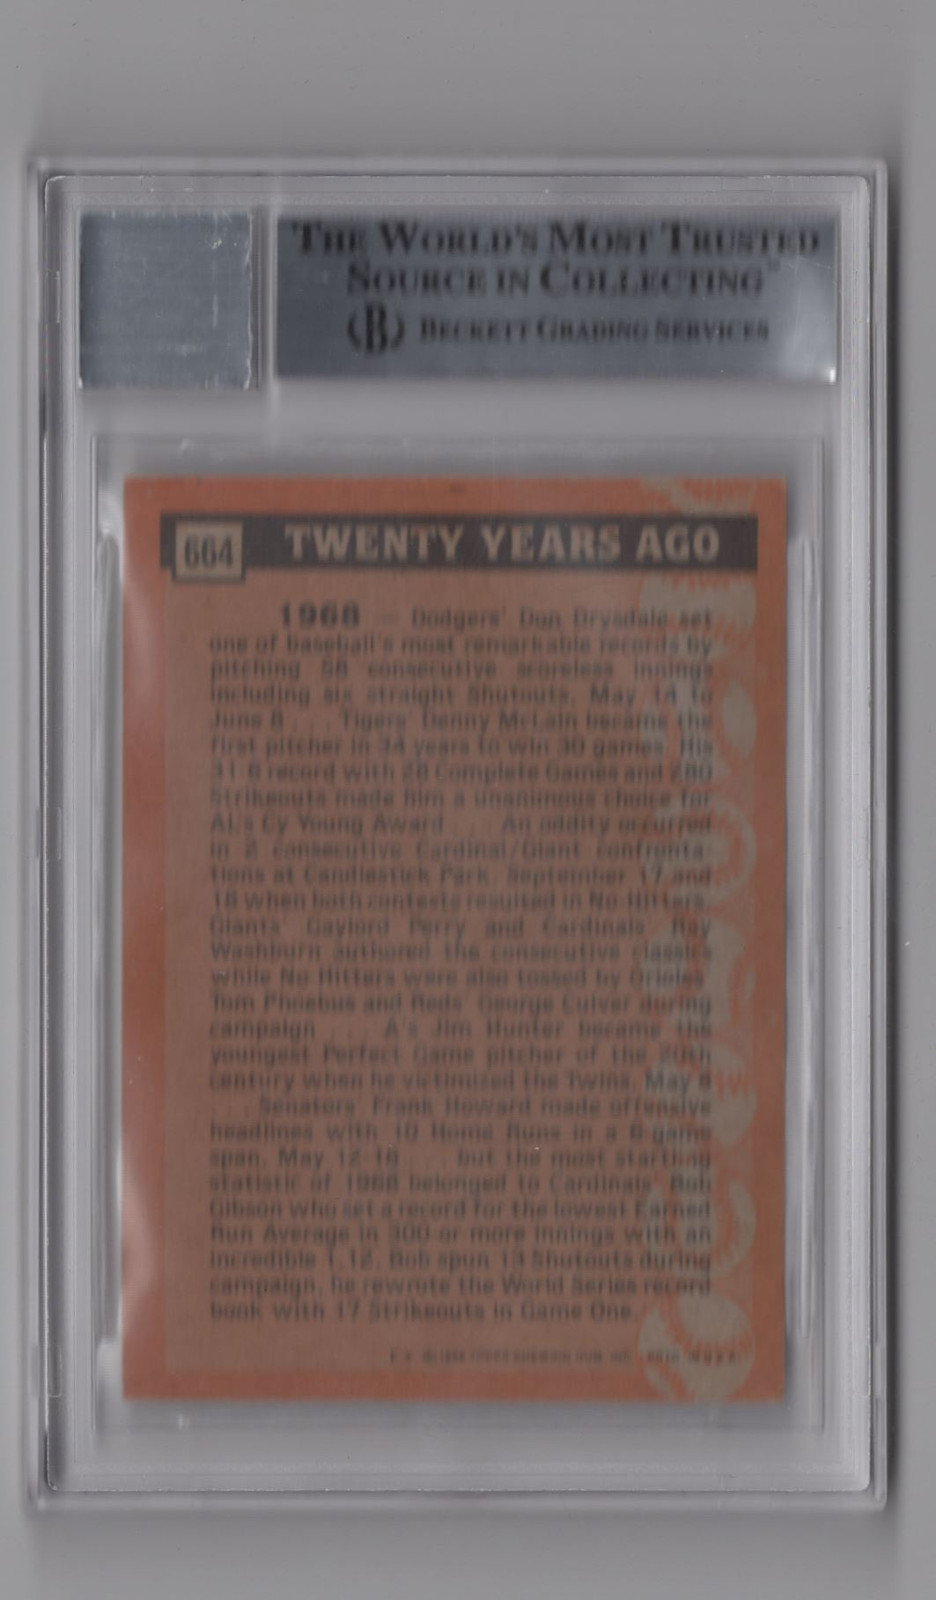 THE WORLD'S MOST TRUSTED
SOURCE IN COLLECTING™
(B) BECKETT GRADING SERVICES
664 TWENTY YEARS AGO
1968 — Dodgers' Don Drysdale set
one of baseball's most remarkable records by
pitching 58 consecutive scoreless innings
including six straight Shutouts, May 14 to
June 8 . . . Tigers' Denny McLain became the
first pitcher in 34 years to win 30 games. His
31-6 record with 28 Complete Games and 280
Strikeouts made him a unanimous choice for
AL's Cy Young Award . . . An oddity occurred
in 2 consecutive Cardinal/Giant confronta-
tions at Candlestick Park, September 17 and
18 when both contests resulted in No-Hitters.
Giants' Gaylord Perry and Cardinals' Ray
Washburn authored the consecutive classics
while No-Hitters were also tossed by Orioles'
Tom Phoebus and Reds' George Culver during
campaign . . . A's Jim Hunter became the
youngest Perfect Game pitcher of the 20th
century when he victimized the Twins, May 8
. . . Senators' Frank Howard made offensive
headlines with 10 Home Runs in a 6-game
span, May 12-18 . . . but the most startling
statistic of 1968 belonged to Cardinals' Bob
Gibson who set a record for the lowest Earned
Run Average in 300-or-more innings with an
incredible 1.12. Bob spun 13 Shutouts during
campaign, he rewrote the World Series record
book with 17 Strikeouts in Game One.